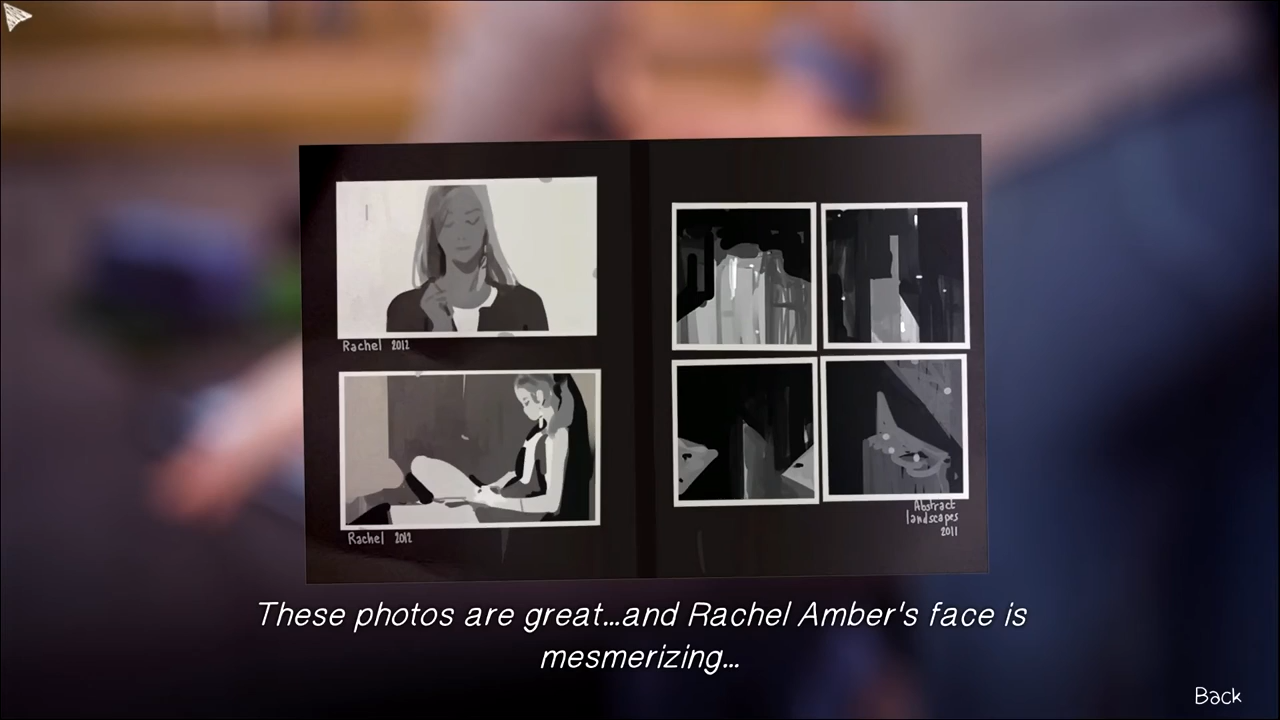 Rachel 2012
Rachel 2012
Abstract
landscapes
2011
These photos are great...and Rachel Amber's face is
mesmerizing...
Back